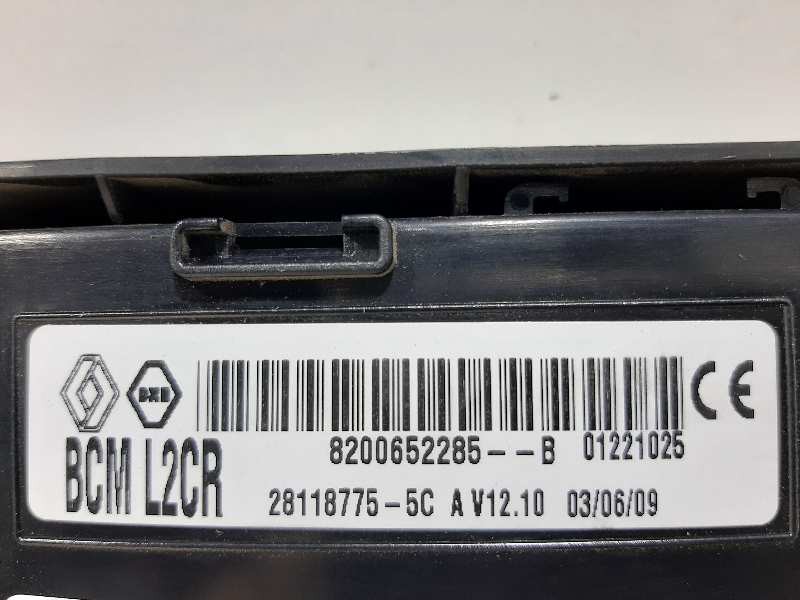 8200652285--B 01221025
BCM L2CR
28118775-5C A V12.10 03/06/09
CE